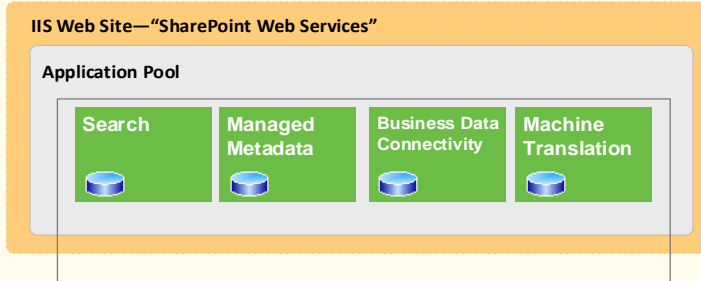 IIS Web Site—“SharePoint Web Services”
Application Pool
Search
Managed
Metadata
Business Data
Connectivity
Machine
Translation